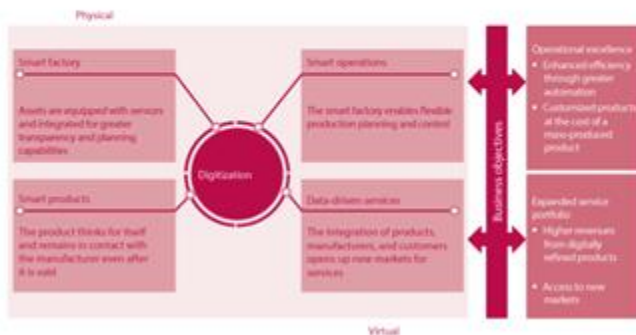 Physical
Smart factory
Assets are equipped with sensors
and integrated for greater
transparency and planning
capabilities
Smart operations
The smart factory enables flexible
production planning and control
Digitization
Smart products
The product thinks for itself
and remains in contact with
the manufacturer even after
it is sold
Data-driven services
The integration of products,
manufacturers, and customers
opens up new markets for
services
Virtual
Business objectives
Operational excellence
• Enhanced efficiency
through greater
automation
• Customized products
at the cost of a
mass-produced
product
Expanded service
portfolio
• Higher revenues
from digitally
refined products
• Access to new
markets